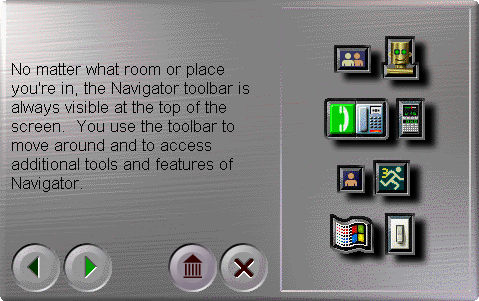 No matter what room or place
you're in, the Navigator toolbar is
always visible at the top of the
screen.  You use the toolbar to
move around and to access
additional tools and features of
Navigator.
3